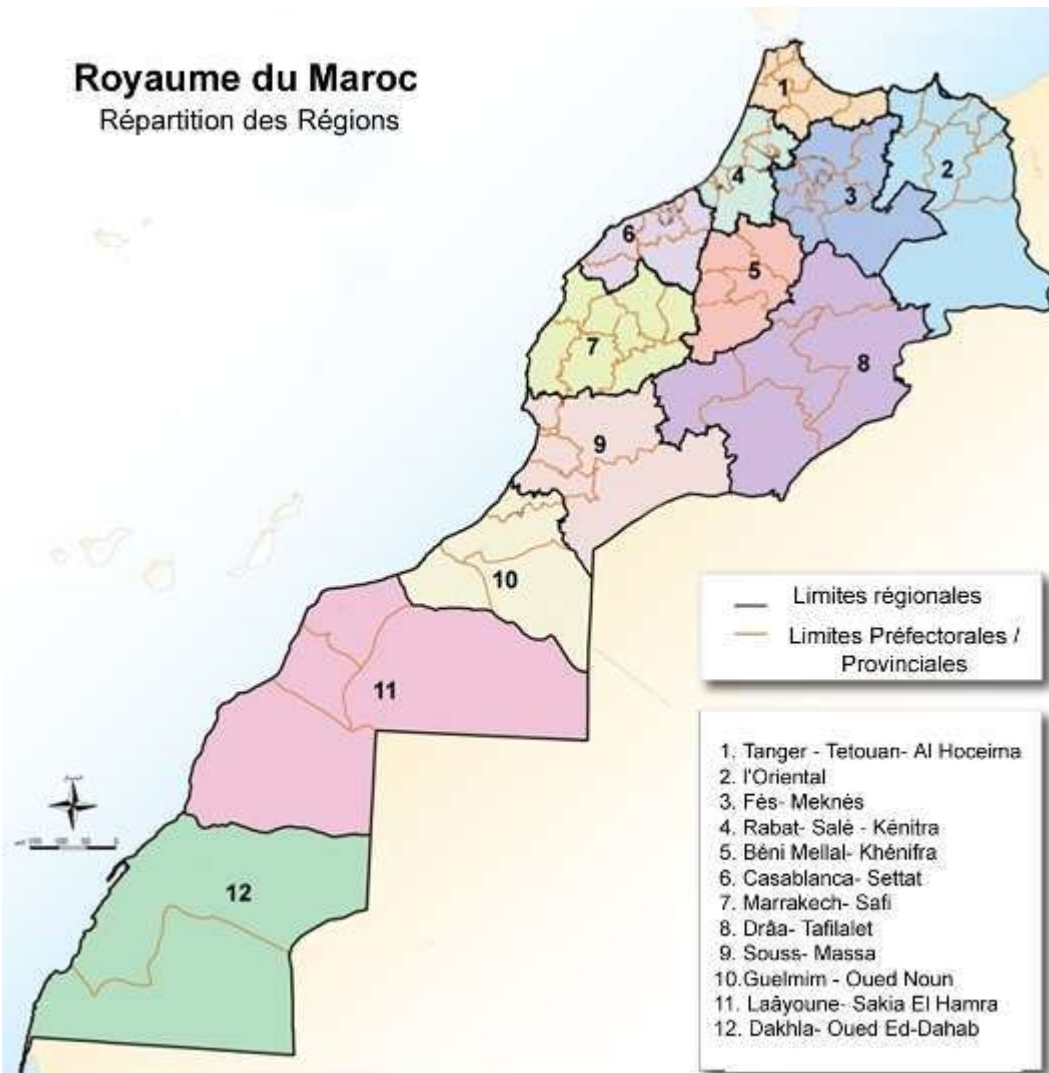 Royaume du Maroc
Répartition des Régions
1
2
3
4
5
6
7
8
9
10
11
12
Limites régionales
Limites Préfectorales /
Provinciales
1. Tanger - Tetouan- Al Hoceima
2. l'Oriental
3. Fès- Meknès
4. Rabat- Salé - Kénitra
5. Béni Mellal- Khénifra
6. Casablanca- Settat
7. Marrakech- Safi
8. Drâa- Tafilalet
9. Souss- Massa
10.Guelmim - Oued Noun
11. Laâyoune- Sakia El Hamra
12. Dakhla- Oued Ed-Dahab